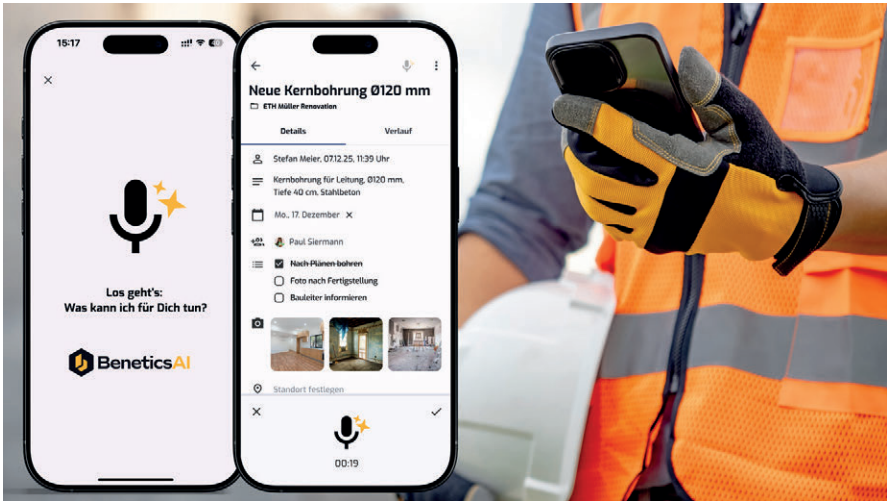 15:17
Los geht's:
Was kann ich für Dich tun?
BeneticsAI
Neue Kernbohrung Ø120 mm
ETH Müller Renovation
Details Verlauf
Stefan Meier, 07.12.25, 11:39 Uhr
Kernbohrung für Leitung, Ø120 mm,
Tiefe 40 cm, Stahlbeton
Mo., 17. Dezember
Paul Siermann
Nach Plänen bohren
Foto nach Fertigstellung
Bauleiter informieren
Standort festlegen
00:19